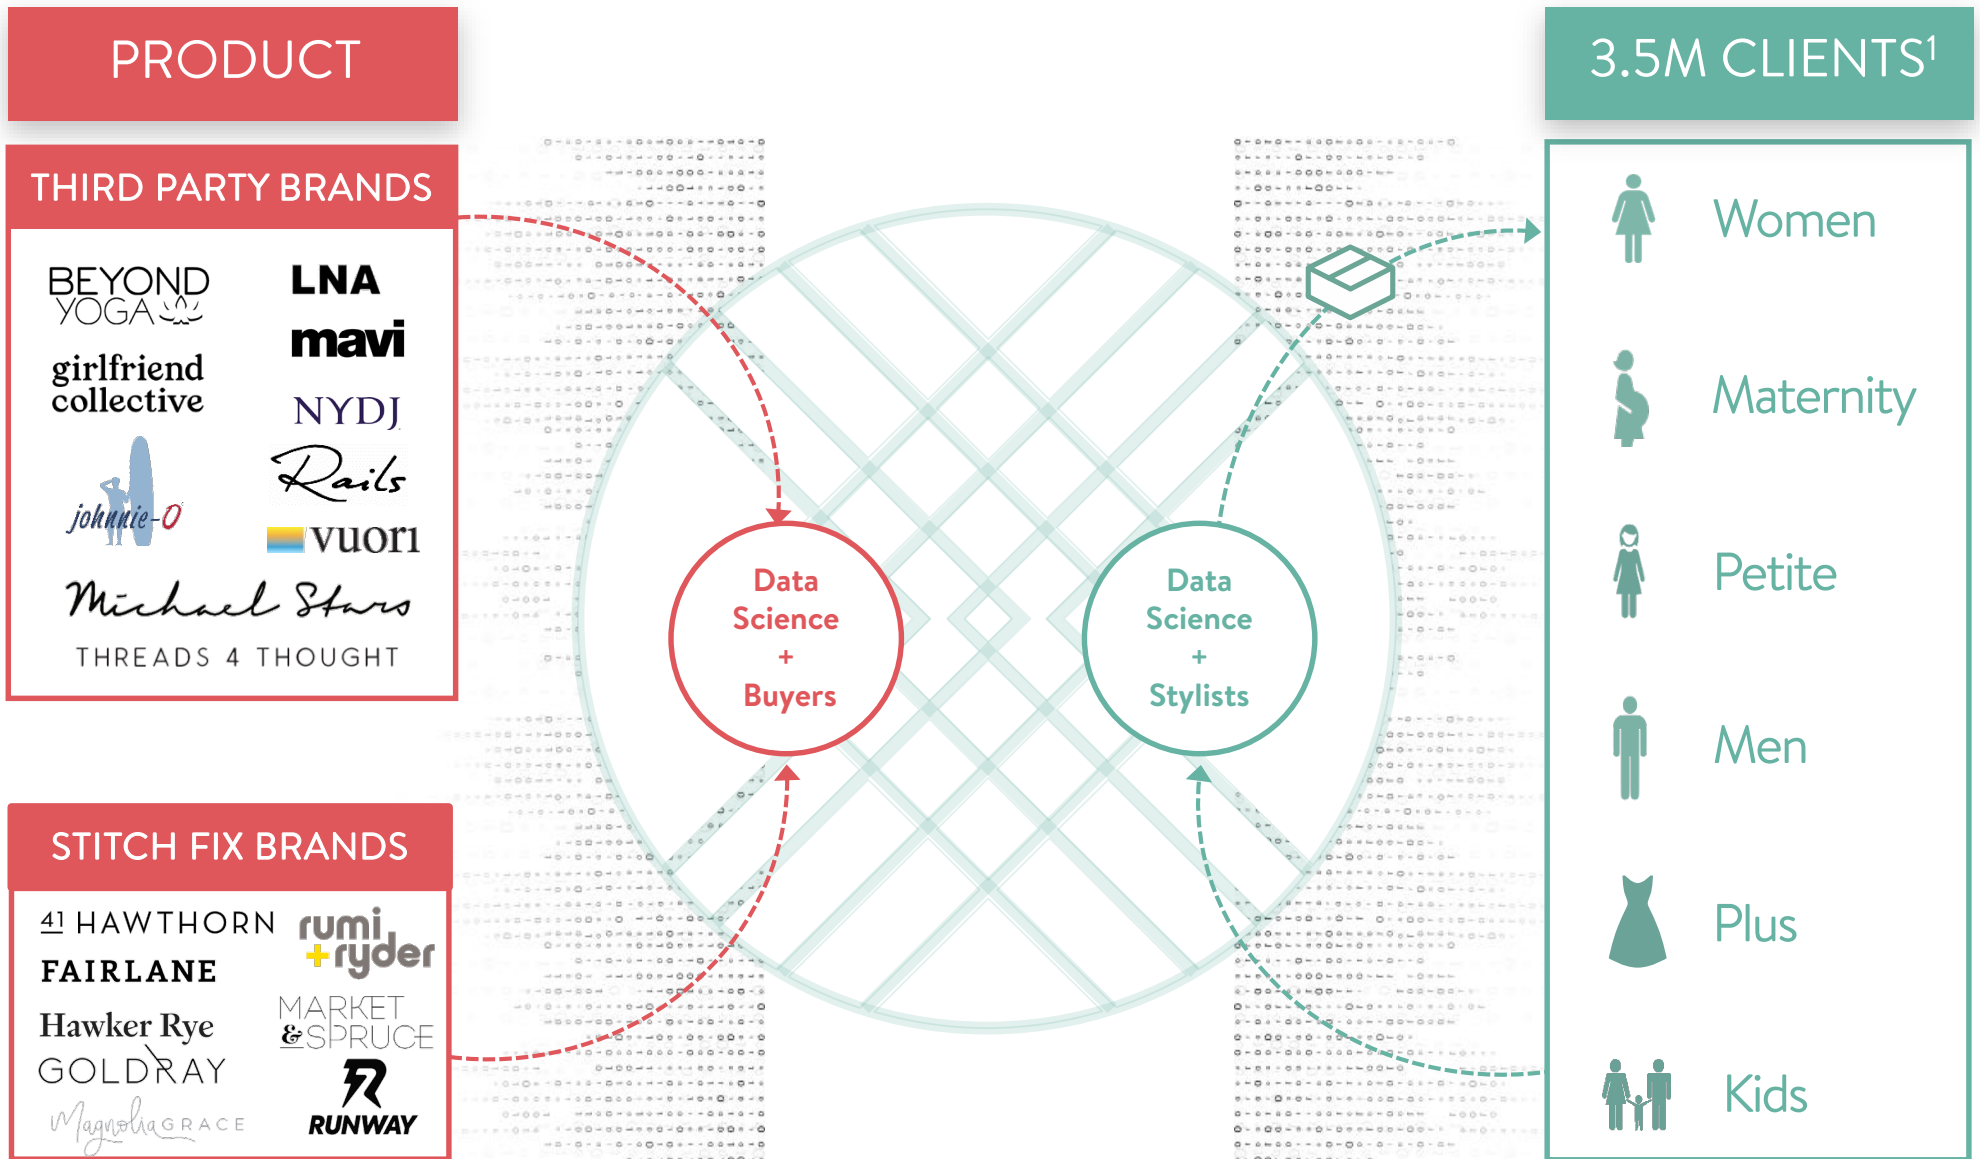 PRODUCT
THIRD PARTY BRANDS
BEYOND
YOGA
girlfriend
collective
johnnie-O
LNA
mavi
NYDJ
Rails
vuori
Michael Stars
THREADS 4 THOUGHT
STITCH FIX BRANDS
41 HAWTHORN
FAIRLANE
Hawker Rye
GOLDRAY
Magnolia GRACE
rumi
+ryder
MARKET
&SPRUCE
RUNWAY
Data
Science
+
Buyers
Data
Science
+
Stylists
3.5M CLIENTS¹
Women
Maternity
Petite
Men
Plus
Kids